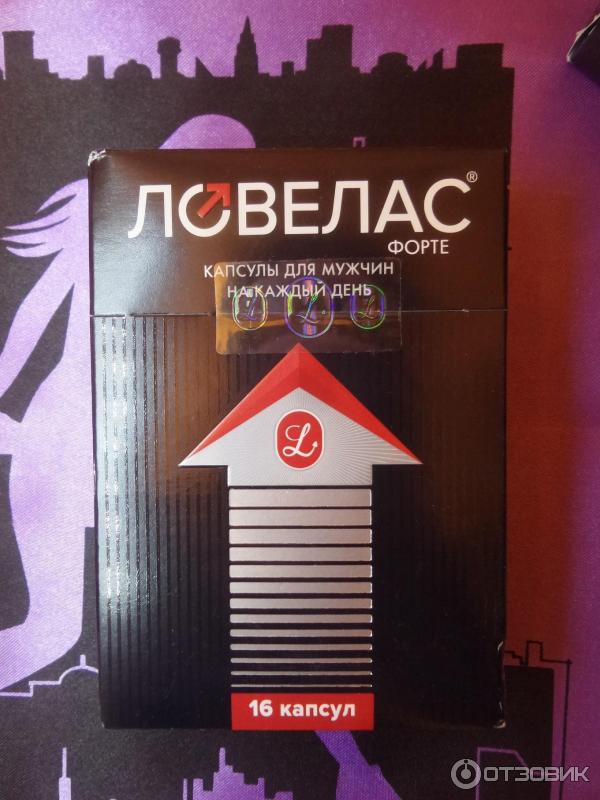 ЛОВЕЛАС®
ФОРТЕ
КАПСУЛЫ ДЛЯ МУЖЧИН
НА КАЖДЫЙ ДЕНЬ
L L L
L
16 капсул
ОТЗОВИК